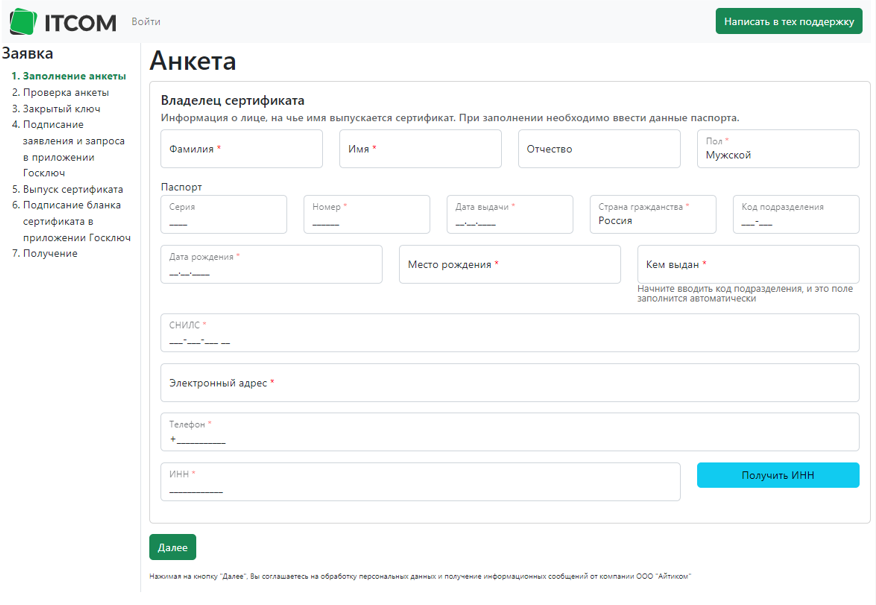 ITCOM Войти Написать в тех поддержку
Заявка
1. Заполнение анкеты
2. Проверка анкеты
3. Закрытый ключ
4. Подписание
заявления и запроса
в приложении
Госключ
5. Выпуск сертификата
6. Подписание бланка
сертификата в
приложении Госключ
7. Получение
Анкета
Владелец сертификата
Информация о лице, на чье имя выпускается сертификат. При заполнении необходимо ввести данные паспорта.
Фамилия * Имя * Отчество Пол *
Мужской
Паспорт
Серия Номер * Дата выдачи * Страна гражданства * Код подразделения
____ ______ __.__.____ Россия ___-___
Дата рождения * Место рождения * Кем выдан *
__.__.____
Начните вводить код подразделения, и это поле
заполнится автоматически
СНИЛС *
___-___-___ __
Электронный адрес *
Телефон *
+___________
ИНН * Получить ИНН
____________
Далее
Нажимая на кнопку "Далее", Вы соглашаетесь на обработку персональных данных и получение информационных сообщений от компании ООО "Айтиком"